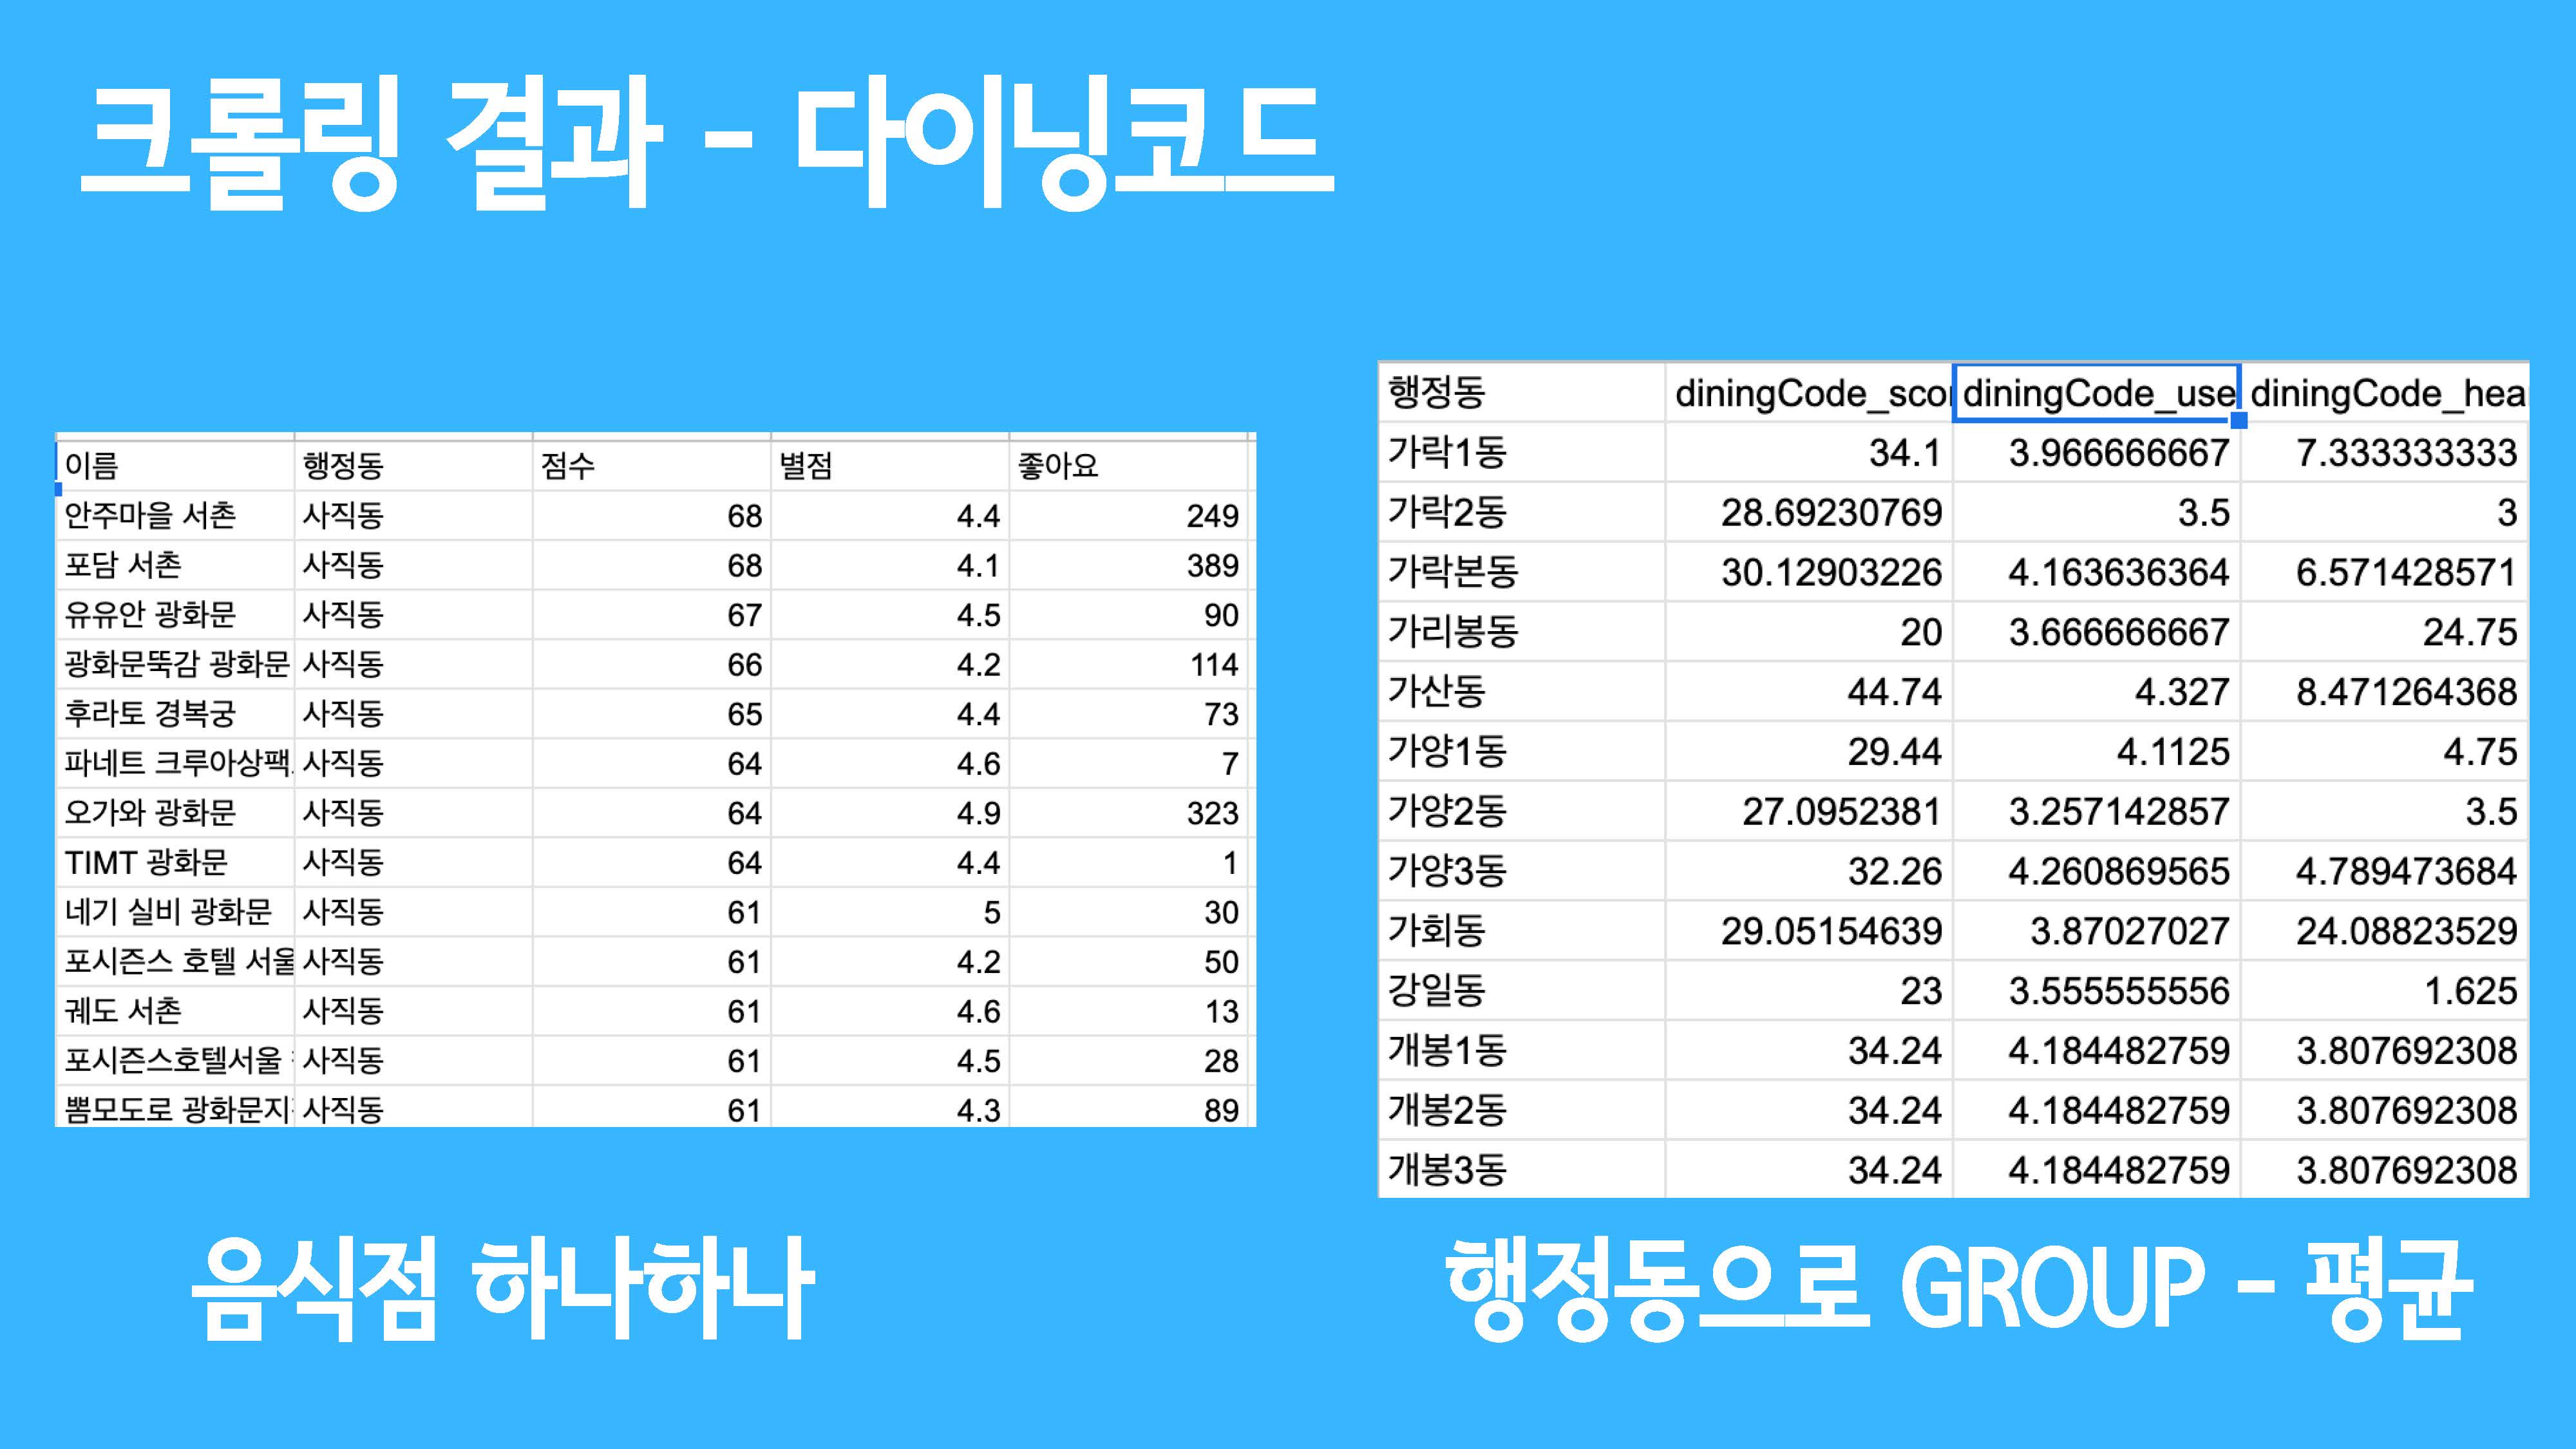 크롤링 결과 - 다이닝코드
이름 행정동 점수 별점 좋아요
안주마을 서촌 사직동 68 4.4 249
포담 서촌 사직동 68 4.1 389
유유안 광화문 사직동 67 4.5 90
광화문뚝감 광화문 사직동 66 4.2 114
후라토 경복궁 사직동 65 4.4 73
파네트 크루아상팩 사직동 64 4.6 7
오가와 광화문 사직동 64 4.9 323
TIMT 광화문 사직동 64 4.4 1
네기 실비 광화문 사직동 61 5 30
포시즌스 호텔 서울 사직동 61 4.2 50
궤도 서촌 사직동 61 4.6 13
포시즌스호텔서울 사직동 61 4.5 28
뽐모도로 광화문지 사직동 61 4.3 89
음식점 하나하나
행정동 diningCode_scor diningCode_use diningCode_hea
가락1동 34.1 3.966666667 7.333333333
가락2동 28.69230769 3.5 3
가락본동 30.12903226 4.163636364 6.571428571
가리봉동 20 3.666666667 24.75
가산동 44.74 4.327 8.471264368
가양1동 29.44 4.1125 4.75
가양2동 27.0952381 3.257142857 3.5
가양3동 32.26 4.260869565 4.789473684
가회동 29.05154639 3.87027027 24.08823529
강일동 23 3.555555556 1.625
개봉1동 34.24 4.184482759 3.807692308
개봉2동 34.24 4.184482759 3.807692308
개봉3동 34.24 4.184482759 3.807692308
행정동으로 GROUP - 평균